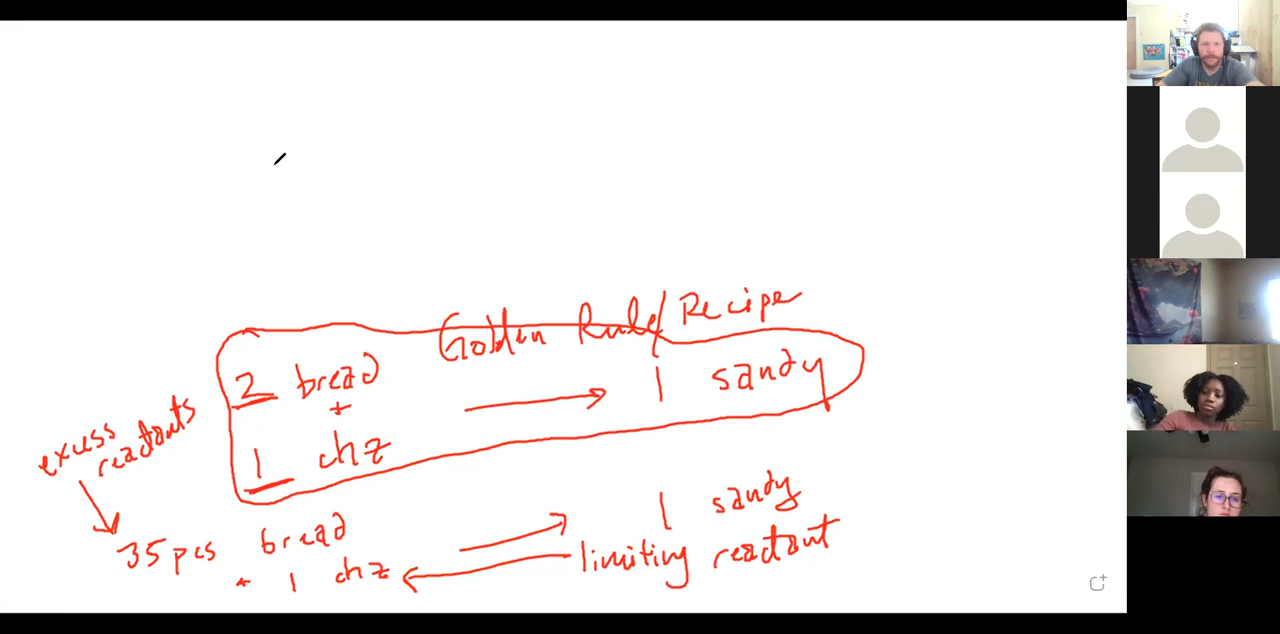 Golden Rule/Recipe
2 bread
+
1 chz
→ 1 sandy
excess
reactants
35 pcs bread
+ 1 chz
1 sandy
limiting reactant